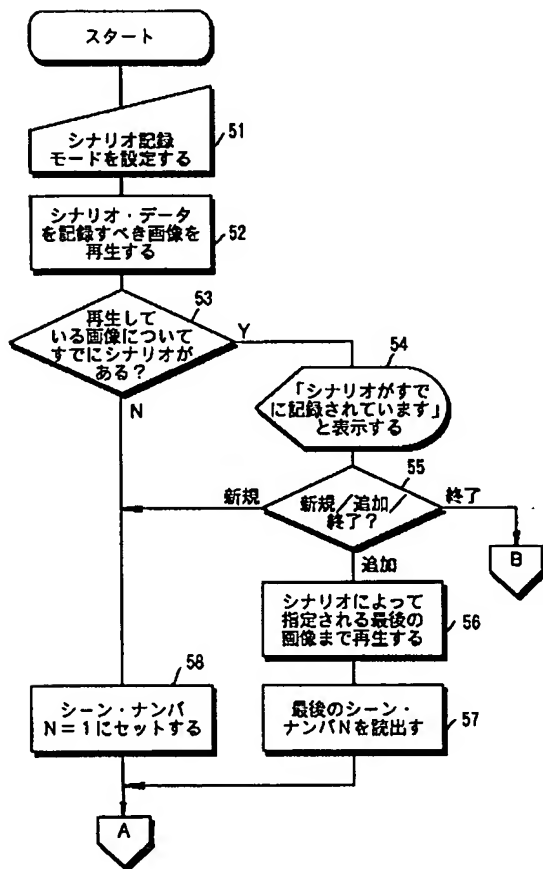 スタート
シナリオ記録
モードを設定する
51
シナリオ・データ
を記録すべき画像を
再生する
52
再生して
いる画像について
すでにシナリオが
ある?
53
Y
N
54
「シナリオがすで
に記録されています」
と表示する
55
新規
新規/追加/
終了?
終了
追加
B
シナリオによって
指定される最後の
画像まで再生する
56
58
シーン・ナンバ
N=1にセットする
最後のシーン・
ナンバNを読出す
57
A